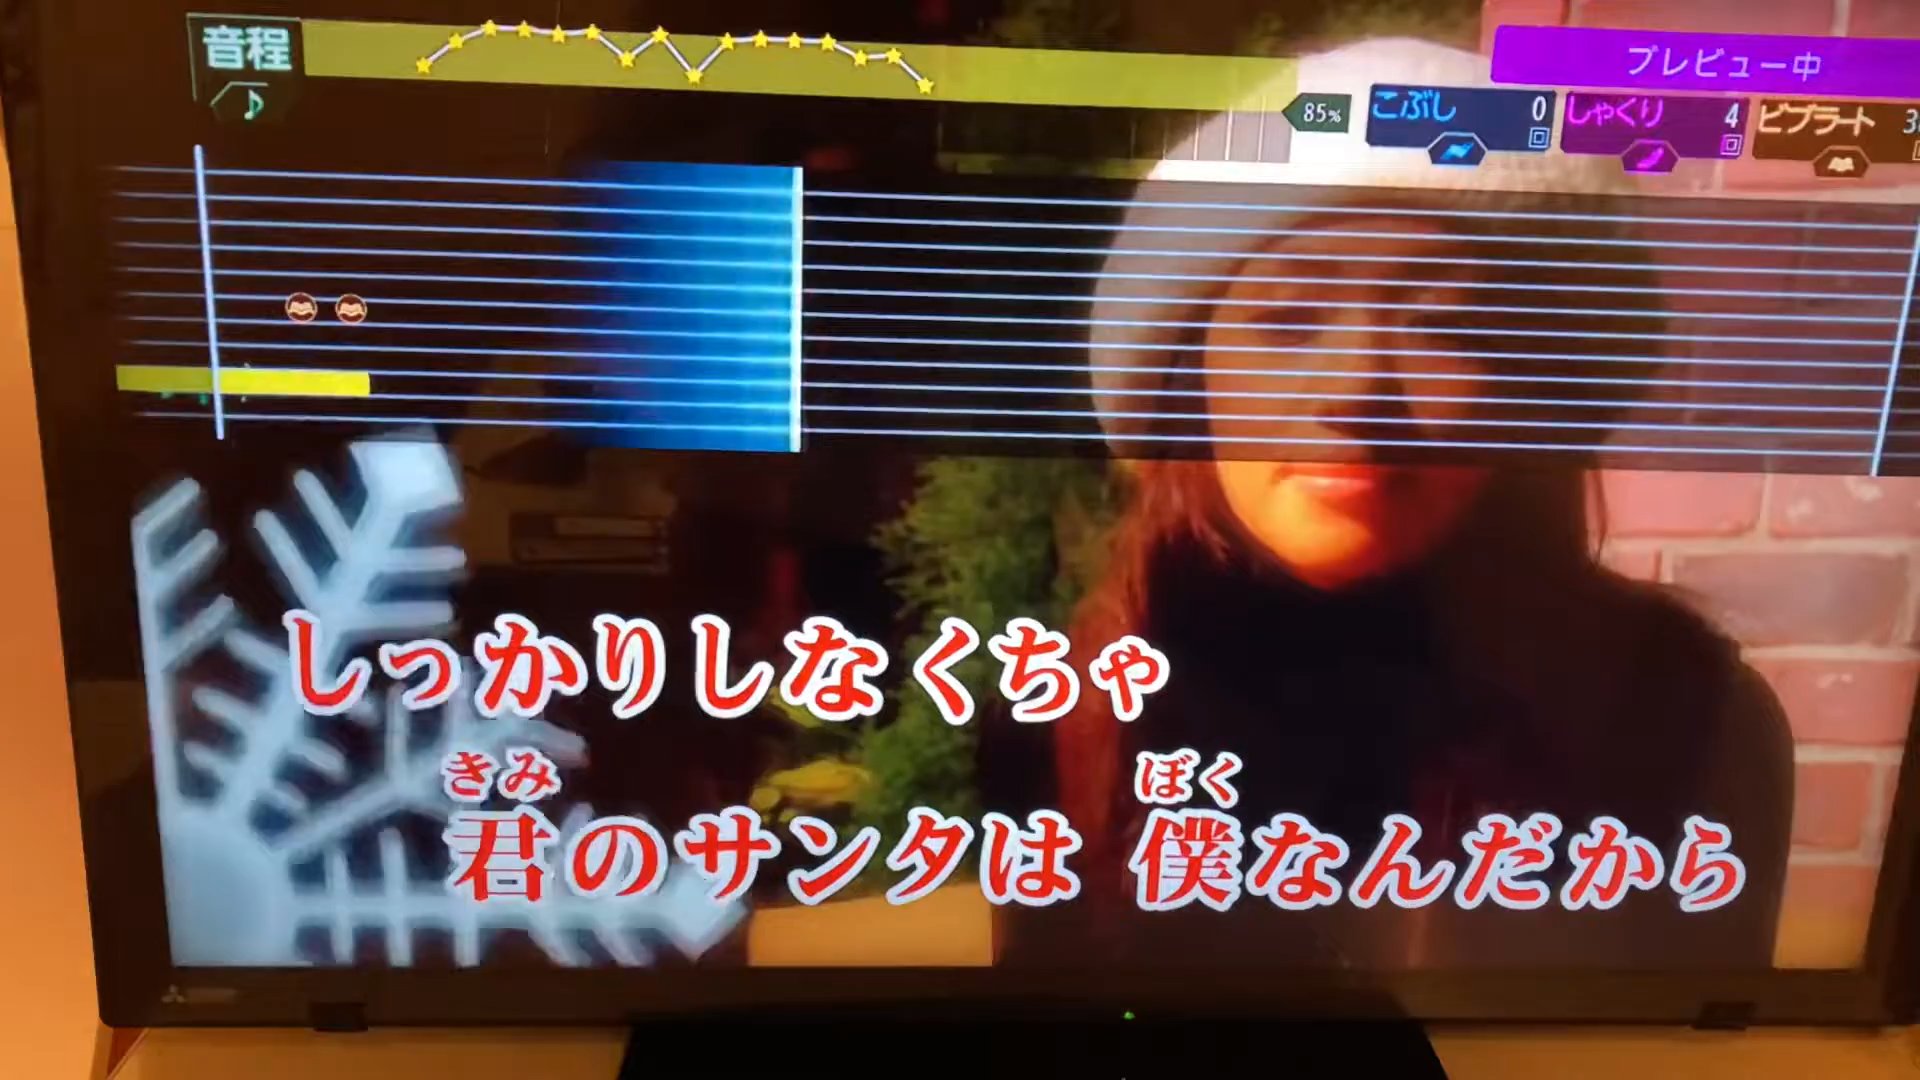 音程
プレビュー中
85%
こぶし 0
しゃくり 4
ビブラート 3
しっかりしなくちゃ
きみ ぼく
君のサンタは 僕なんだから